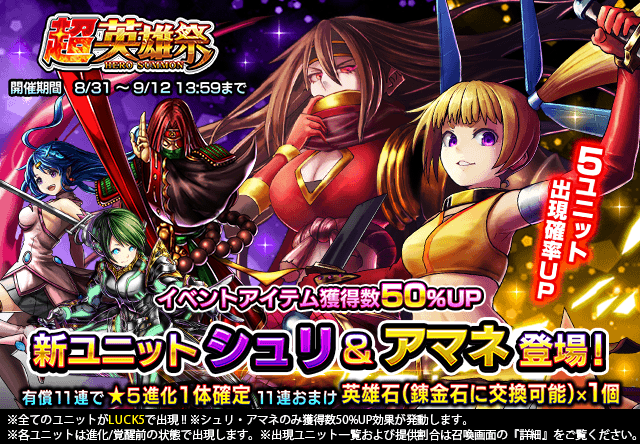 超英雄祭
HERO SUMMON
開催期間 8/31 ～ 9/12 13:59まで
5ユニット
出現確率UP
イベントアイテム獲得数50%UP
新ユニット シュリ & アマネ 登場!
有償11連で ★5進化1体確定 11連おまけ 英雄石(錬金石に交換可能)×1個
※全てのユニットがLUCK5で出現!! ※シュリ・アマネのみ獲得数50%UP効果が発動します。
※各ユニットは進化/覚醒前の状態で出現します。※出現ユニット一覧および提供割合は召喚画面の『詳細』をご覧ください。